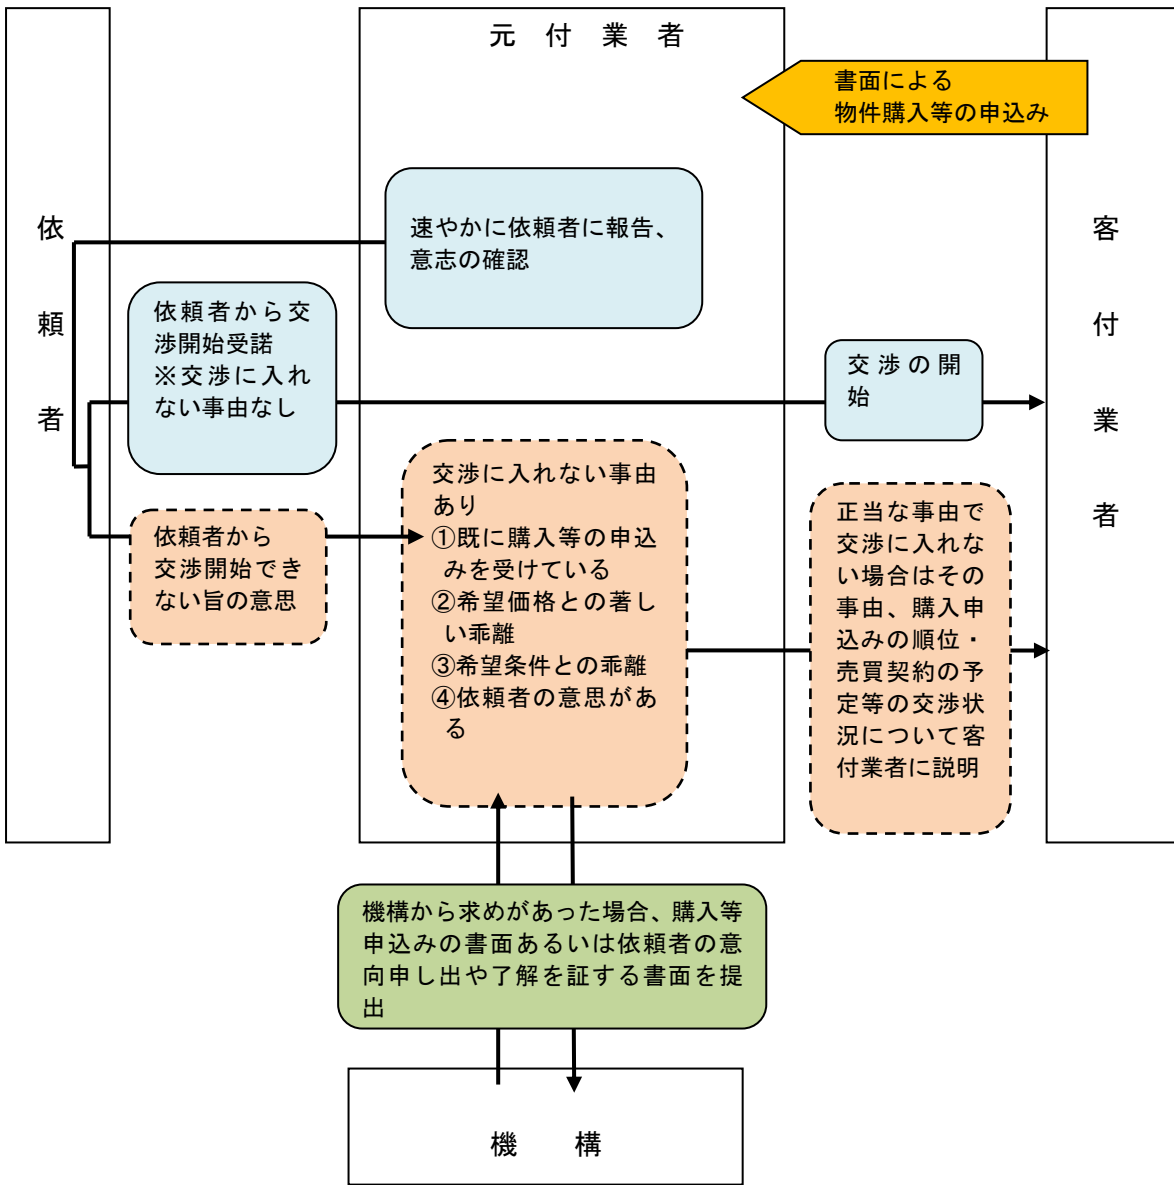 元付業者
書面による
物件購入等の申込み
依頼者
客付業者
速やかに依頼者に報告、
意志の確認
依頼者から交
渉開始受諾
※交渉に入れ
ない事由なし
交渉の開
始
依頼者から
交渉開始でき
ない旨の意思
交渉に入れない事由
あり
①既に購入等の申込
みを受けている
②希望価格との著し
い乖離
③希望条件との乖離
④依頼者の意思があ
る
正当な事由で
交渉に入れな
い場合はその
事由、購入申
込みの順位・
売買契約の予
定等の交渉状
況について客
付業者に説明
機構から求めがあった場合、購入等
申込みの書面あるいは依頼者の意
向申し出や了解を証する書面を提
出
機構